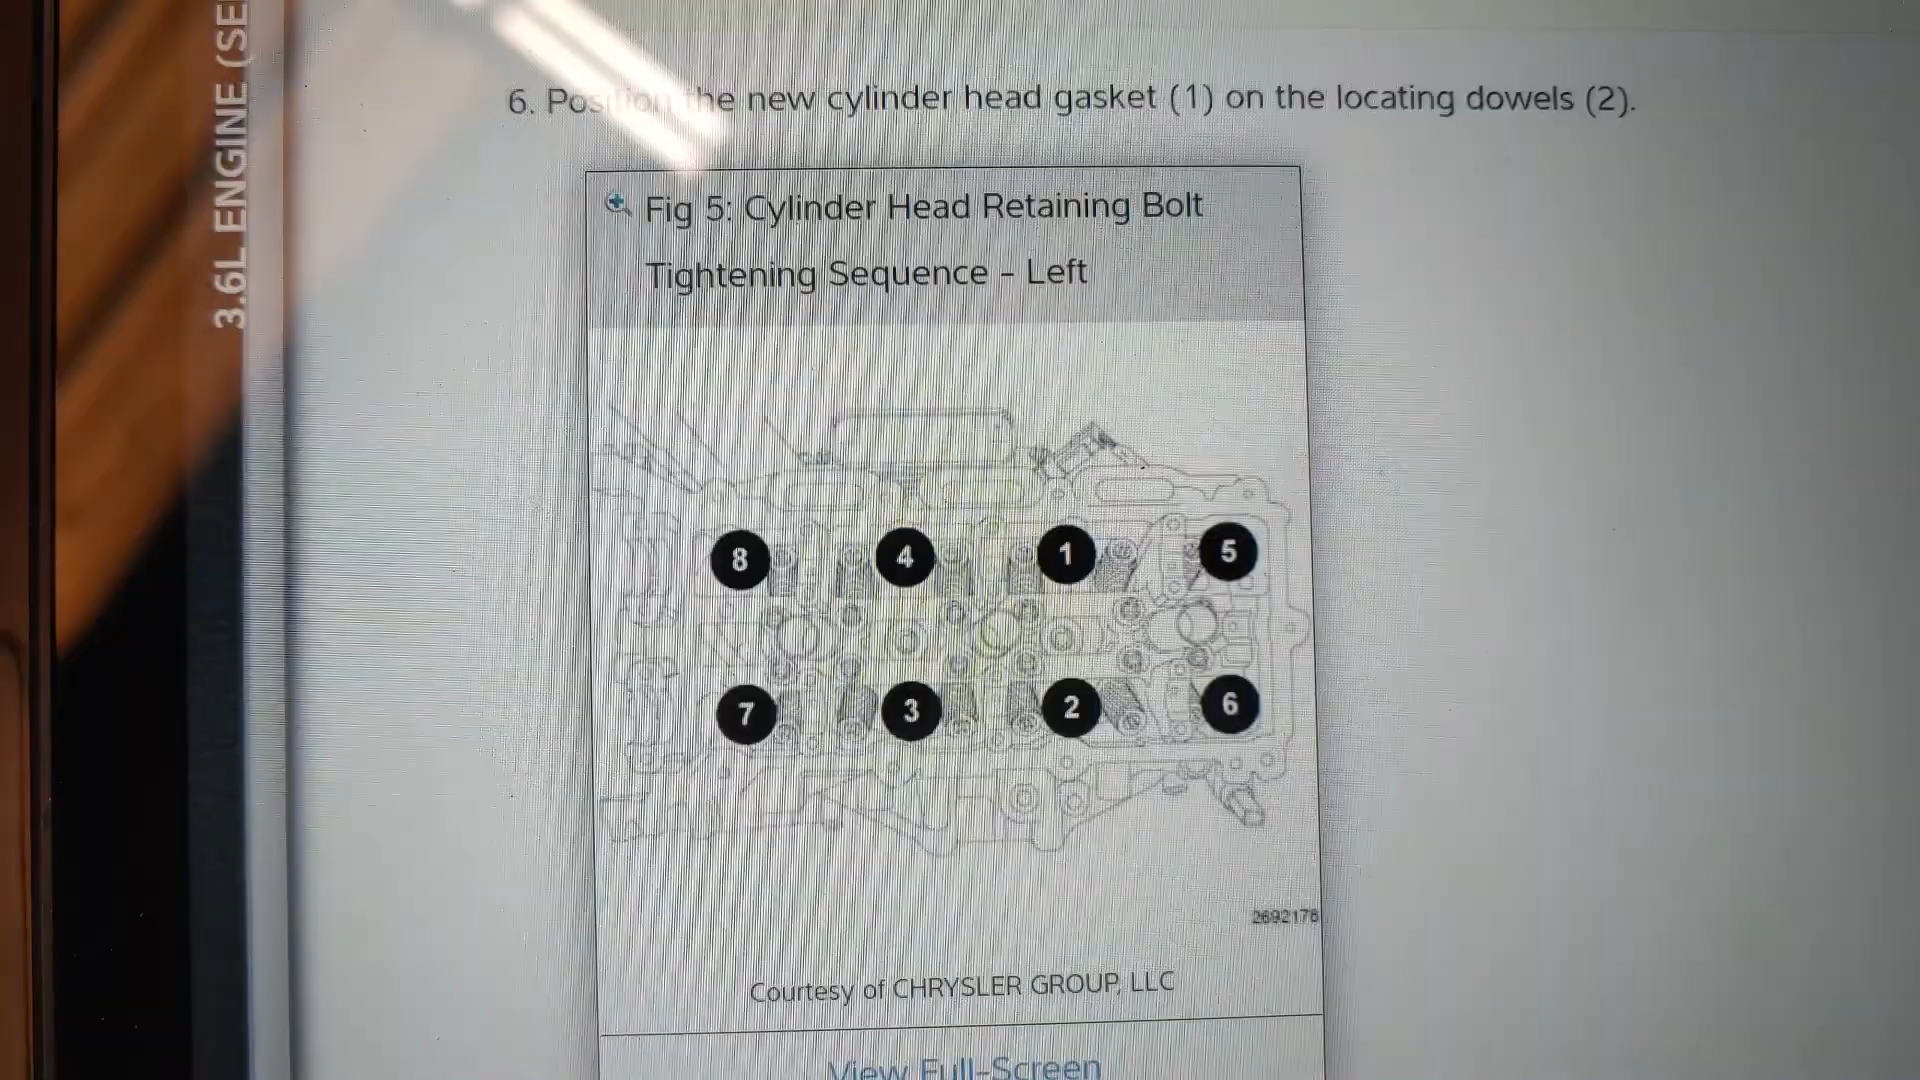 3.6L ENGINE (SE
6. Position the new cylinder head gasket (1) on the locating dowels (2).
Fig 5: Cylinder Head Retaining Bolt
Tightening Sequence - Left
8 4 1 5
7 3 2 6
2692178
Courtesy of CHRYSLER GROUP, LLC
View Full-Screen